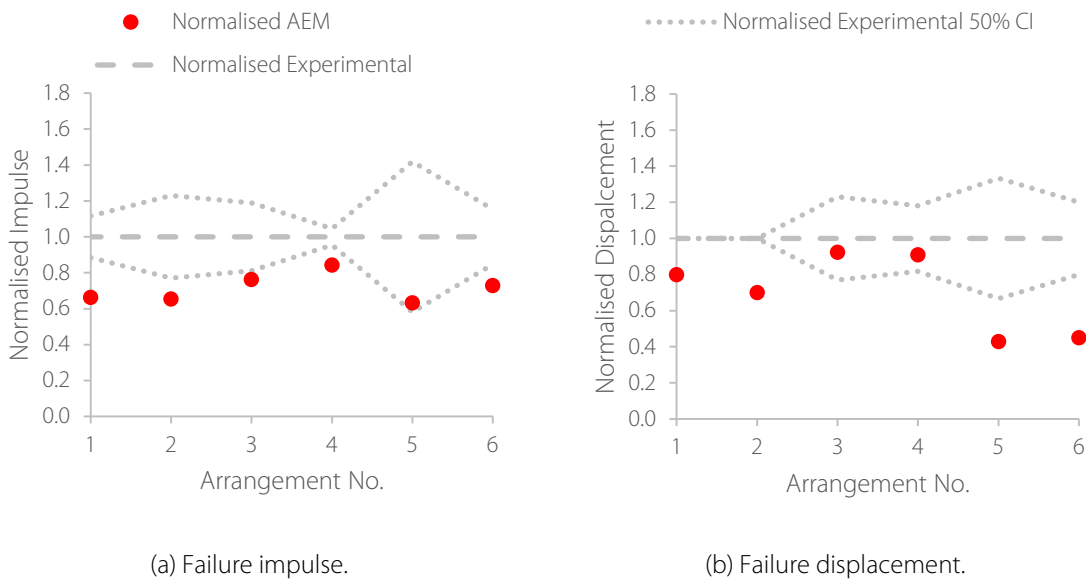 Normalised AEM
Normalised Experimental 50% CI
Normalised Experimental
1.8
1.6
1.4
1.2
1.0
0.8
0.6
0.4
0.2
0.0
Normalised Impulse
1 2 3 4 5 6
Arrangement No.
(a) Failure impulse.
1.8
1.6
1.4
1.2
1.0
0.8
0.6
0.4
0.2
0.0
Normalised Dispalcement
1 2 3 4 5 6
Arrangement No.
(b) Failure displacement.